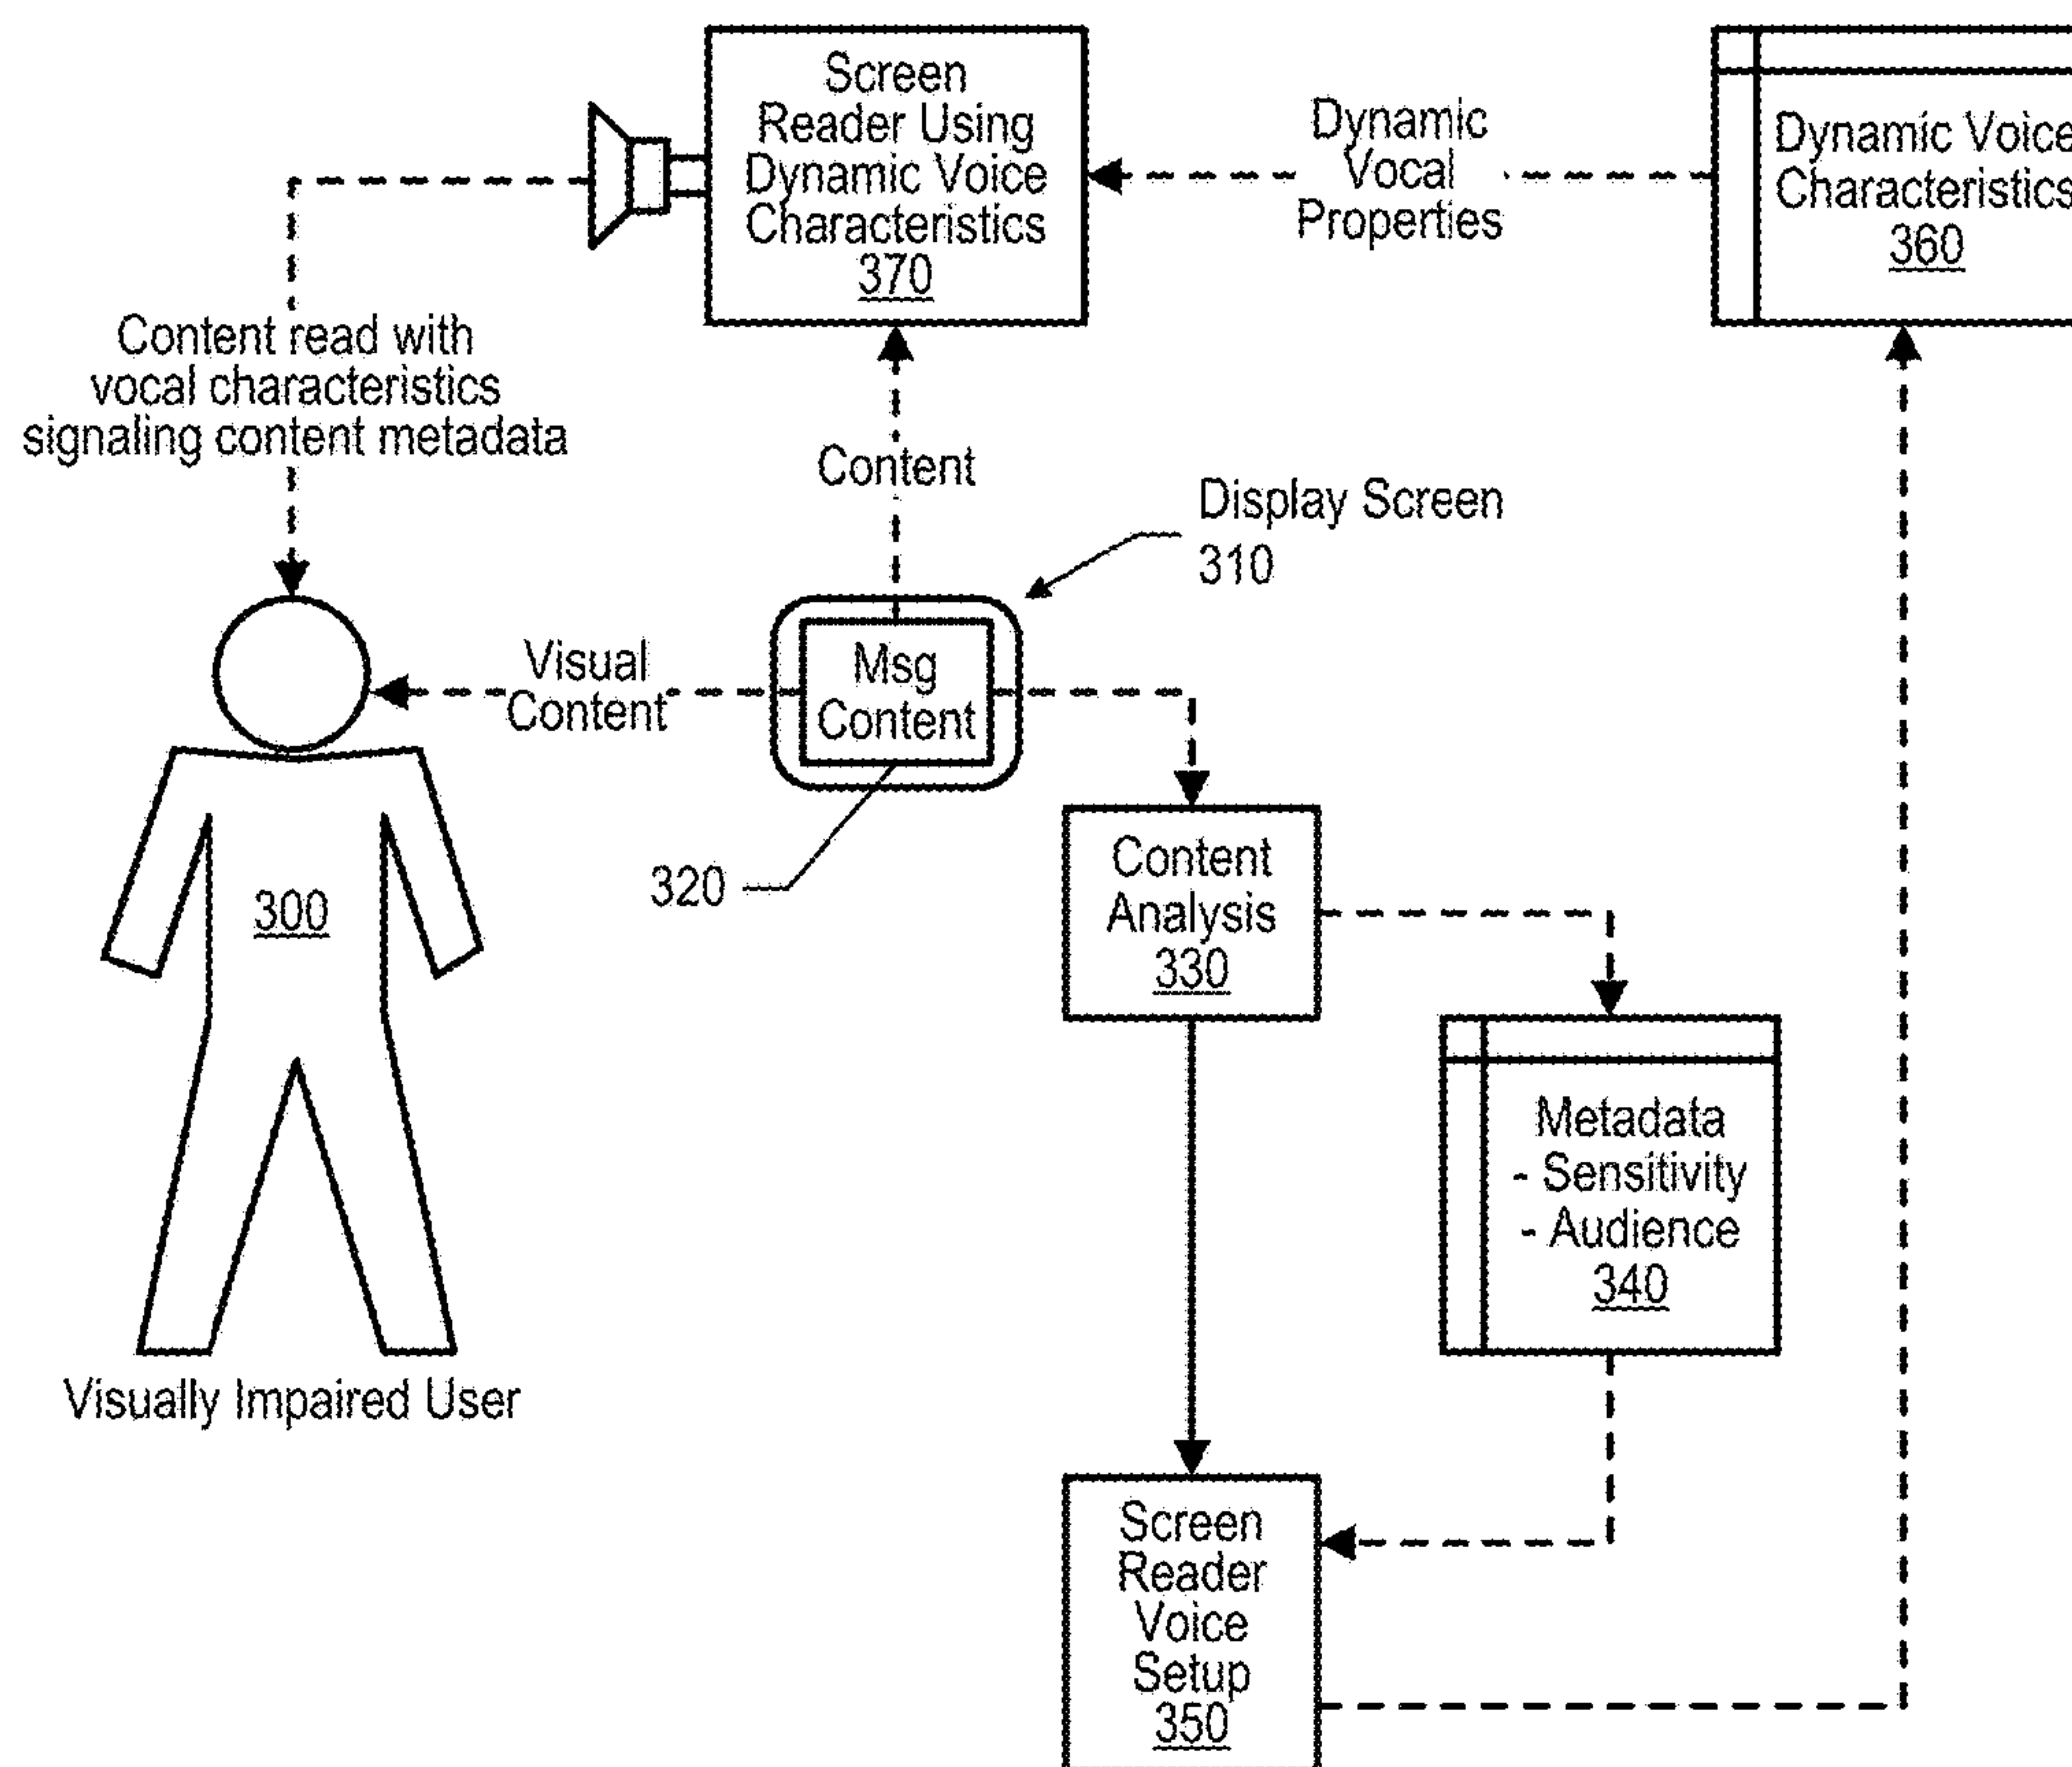 Screen
Reader Using
Dynamic Voice
Characteristics
370
Dynamic
Vocal
Properties
Dynamic Voice
Characteristics
360
Content read with
vocal characteristics
signaling content metadata
Content
Display Screen
310
Visual
Content
Msg
Content
320
300
Visually Impaired User
Content
Analysis
330
Metadata
- Sensitivity
- Audience
340
Screen
Reader
Voice
Setup
350